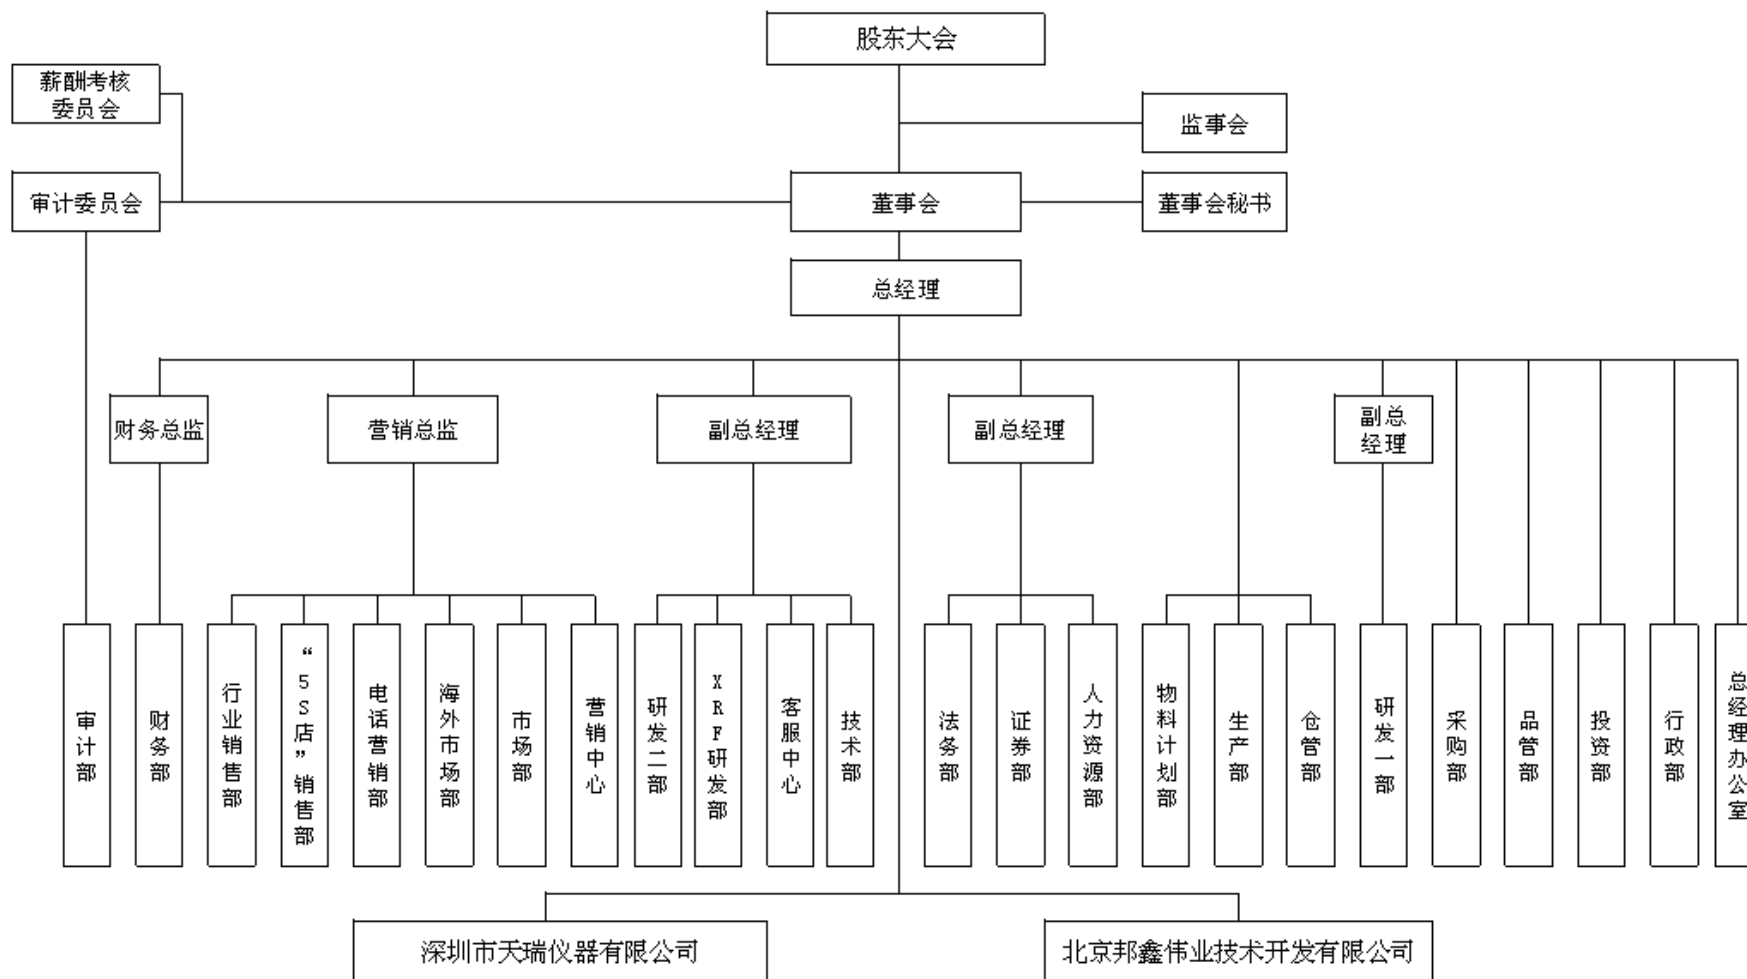 股东大会
薪酬考核
委员会
监事会
审计委员会
董事会
董事会秘书
总经理
财务总监
营销总监
副总经理
副总经理
副总
经理
审计部
财务部
行业销售部
“5S店”销售部
电话营销部
海外市场部
市场部
营销中心
研发二部
XRF研发部
客服中心
技术部
法务部
证券部
人力资源部
物料计划部
生产部
仓管部
研发一部
采购部
品管部
投资部
行政部
总经理办公室
深圳市天瑞仪器有限公司
北京邦鑫伟业技术开发有限公司